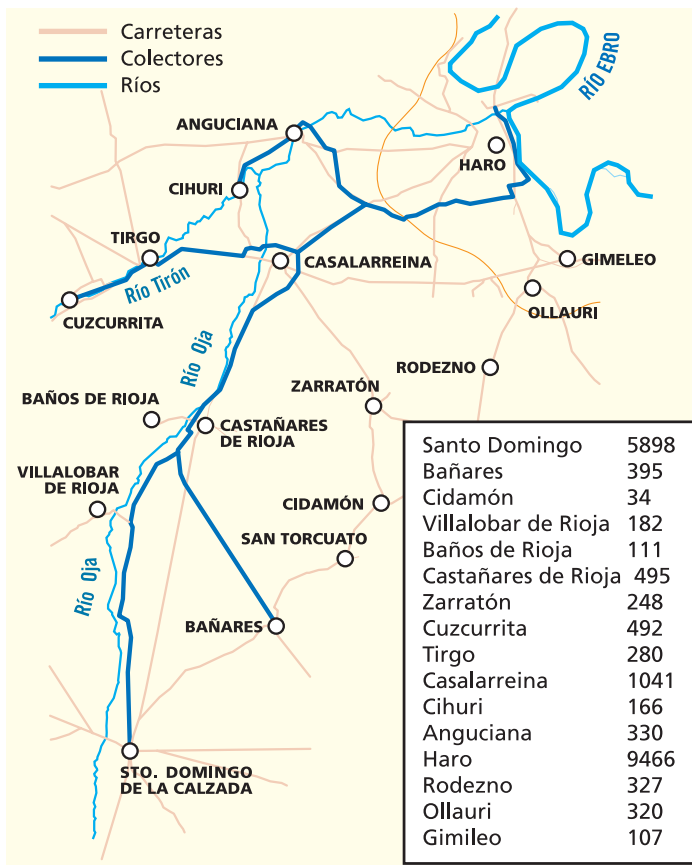 Carreteras
Colectores
Ríos
RÍO EBRO
ANGUCIANA
HARO
CIHURI
TIRGO
CASALARREINA
GIMELEO
Río Tirón
CUZCURRITA
OLLAURI
Río Oja
RODEZNO
ZARRATÓN
BAÑOS DE RIOJA
CASTAÑARES
DE RIOJA
VILLALOBAR
DE RIOJA
CIDAMÓN
SAN TORCUATO
Río Oja
BAÑARES
STO. DOMINGO
DE LA CALZADA
Santo Domingo 5898
Bañares 395
Cidamón 34
Villalobar de Rioja 182
Baños de Rioja 111
Castañares de Rioja 495
Zarratón 248
Cuzcurrita 492
Tirgo 280
Casalarreina 1041
Cihuri 166
Anguciana 330
Haro 9466
Rodezno 327
Ollauri 320
Gimileo 107